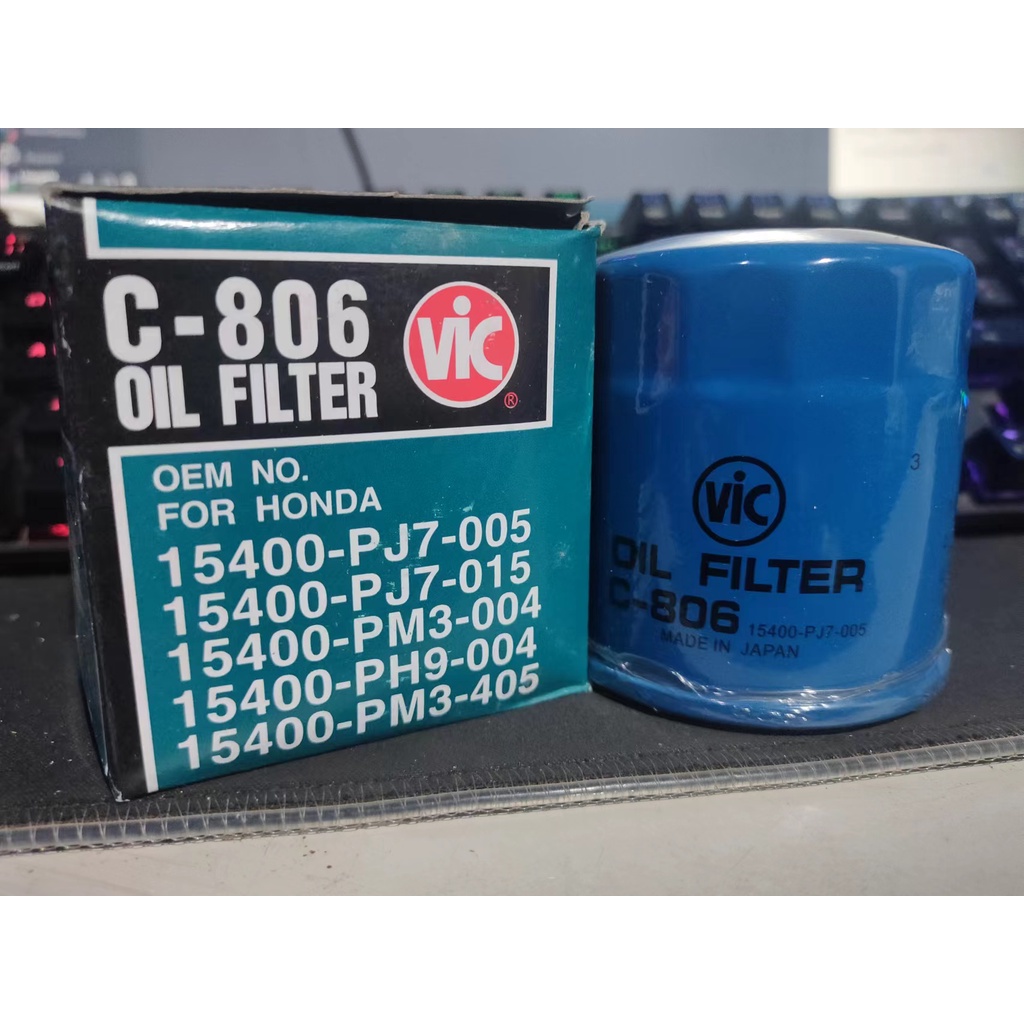 C-806
OIL FILTER
VIC
®
OEM NO.
FOR HONDA
15400-PJ7-005
15400-PJ7-015
15400-PM3-004
15400-PH9-004
15400-PM3-405
3
VIC
OIL FILTER
C-806 15400-PJ7-005
MADE IN JAPAN